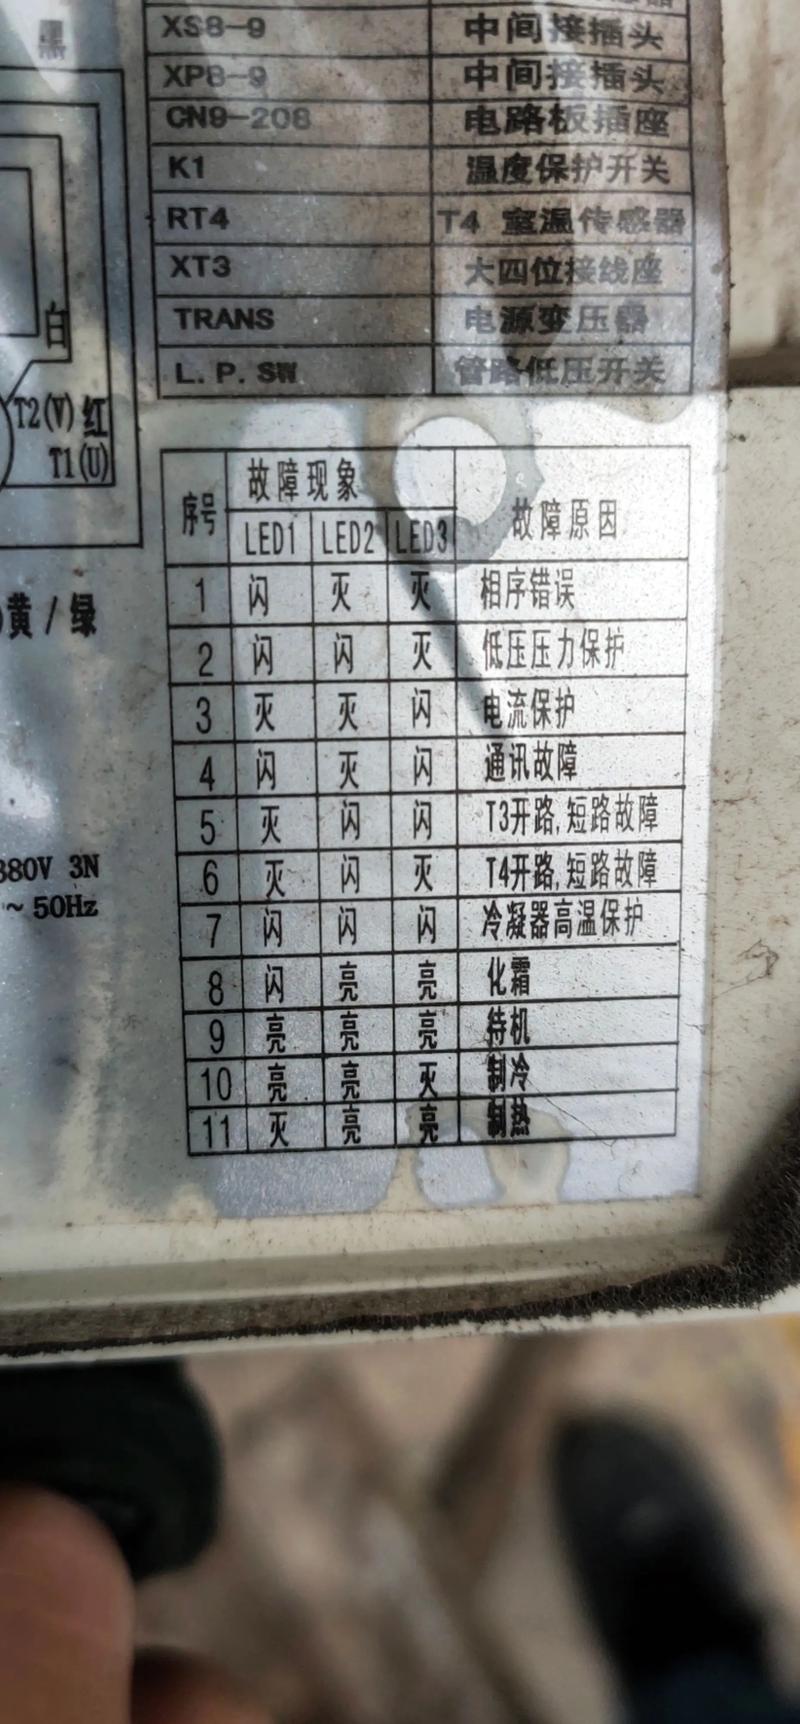 XS8-9 中间接插头
黑
XP8-9 中间接插头
CN9-208 电路板插座
K1 温度保护开关
RT4 T4 室温传感器
XT3 大四位接线座
白
TRANS 电源变压器
L.P.SW 管路低压开关
T2(V) 红
T1(U)
序号 故障现象 故障原因
LED1 LED2 LED3
1 闪 灭 灭 相序错误
黄/绿
2 闪 闪 灭 低压压力保护
3 灭 灭 闪 电流保护
4 闪 灭 闪 通讯故障
5 灭 闪 闪 T3开路,短路故障
380V 3N
6 灭 闪 灭 T4开路,短路故障
~50Hz
7 闪 闪 闪 冷凝器高温保护
8 闪 亮 亮 化霜
9 亮 亮 亮 待机
10 亮 亮 灭 制冷
11 灭 亮 亮 制热